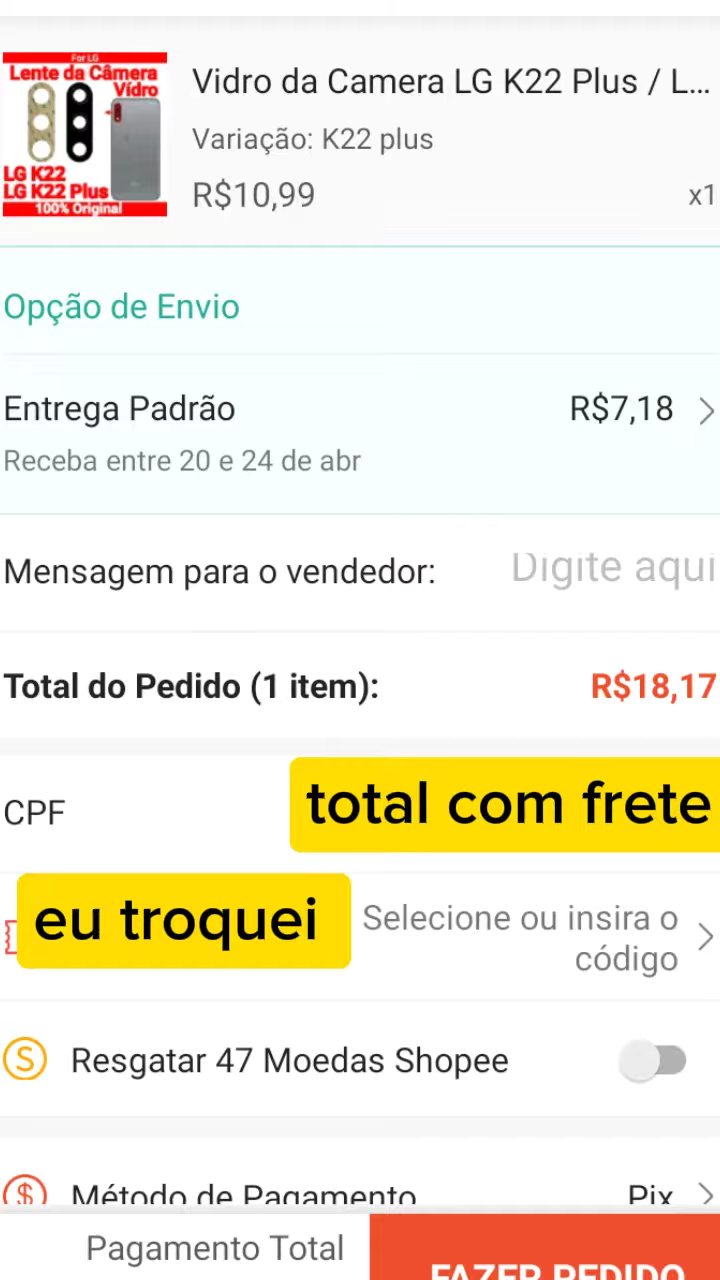 For LG
Lente da Câmera
Vídro
LG K22
LG K22 Plus
100% Original
Vidro da Camera LG K22 Plus / L...
Variação: K22 plus
R$10,99
x1
Opção de Envio
Entrega Padrão
R$7,18
Receba entre 20 e 24 de abr
Mensagem para o vendedor:
Digite aqui
Total do Pedido (1 item):
R$18,17
total com frete
CPF
eu troquei
Selecione ou insira o
código
Resgatar 47 Moedas Shopee
Método de Pagamento
Pix
Pagamento Total
FAZER PEDIDO